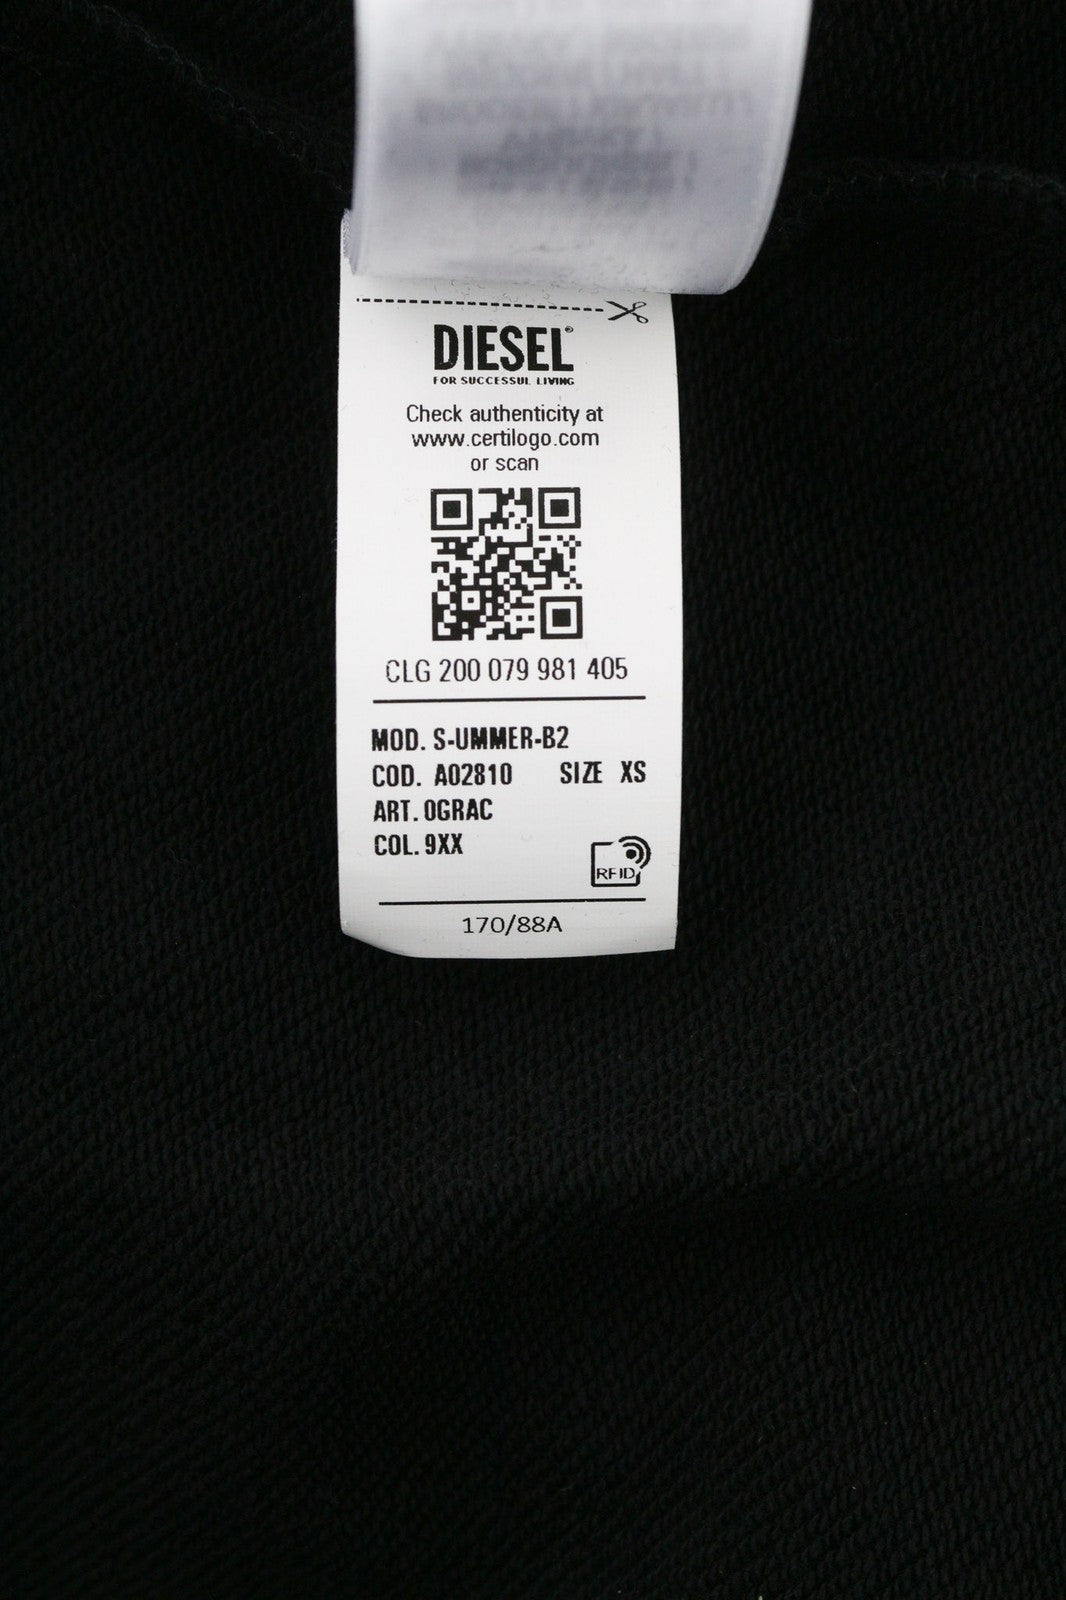 DIESEL®
FOR SUCCESSUL LIVING
Check authenticity at
www.certilogo.com
or scan
CLG 200 079 981 405
MOD. S-UMMER-B2
COD. A02810 SIZE XS
ART. 0GRAC
COL. 9XX
RFID
170/88A